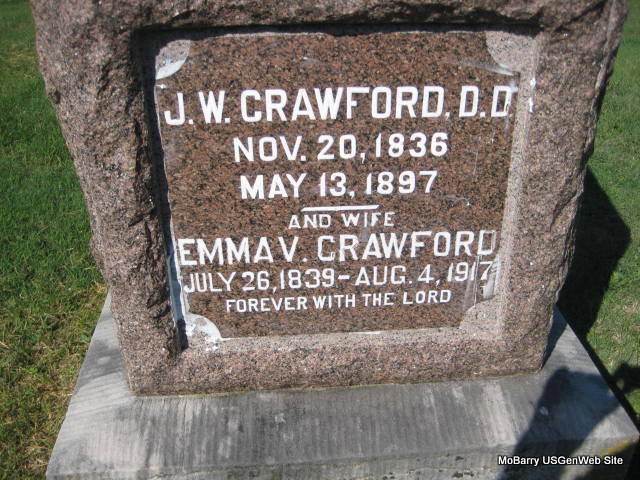 J. W. CRAWFORD, D.D
NOV. 20, 1836
MAY 13, 1897
AND WIFE
EMMA V. CRAWFORD
JULY 26, 1839 - AUG. 4, 1917
FOREVER WITH THE LORD
MoBarry USGenWeb Site